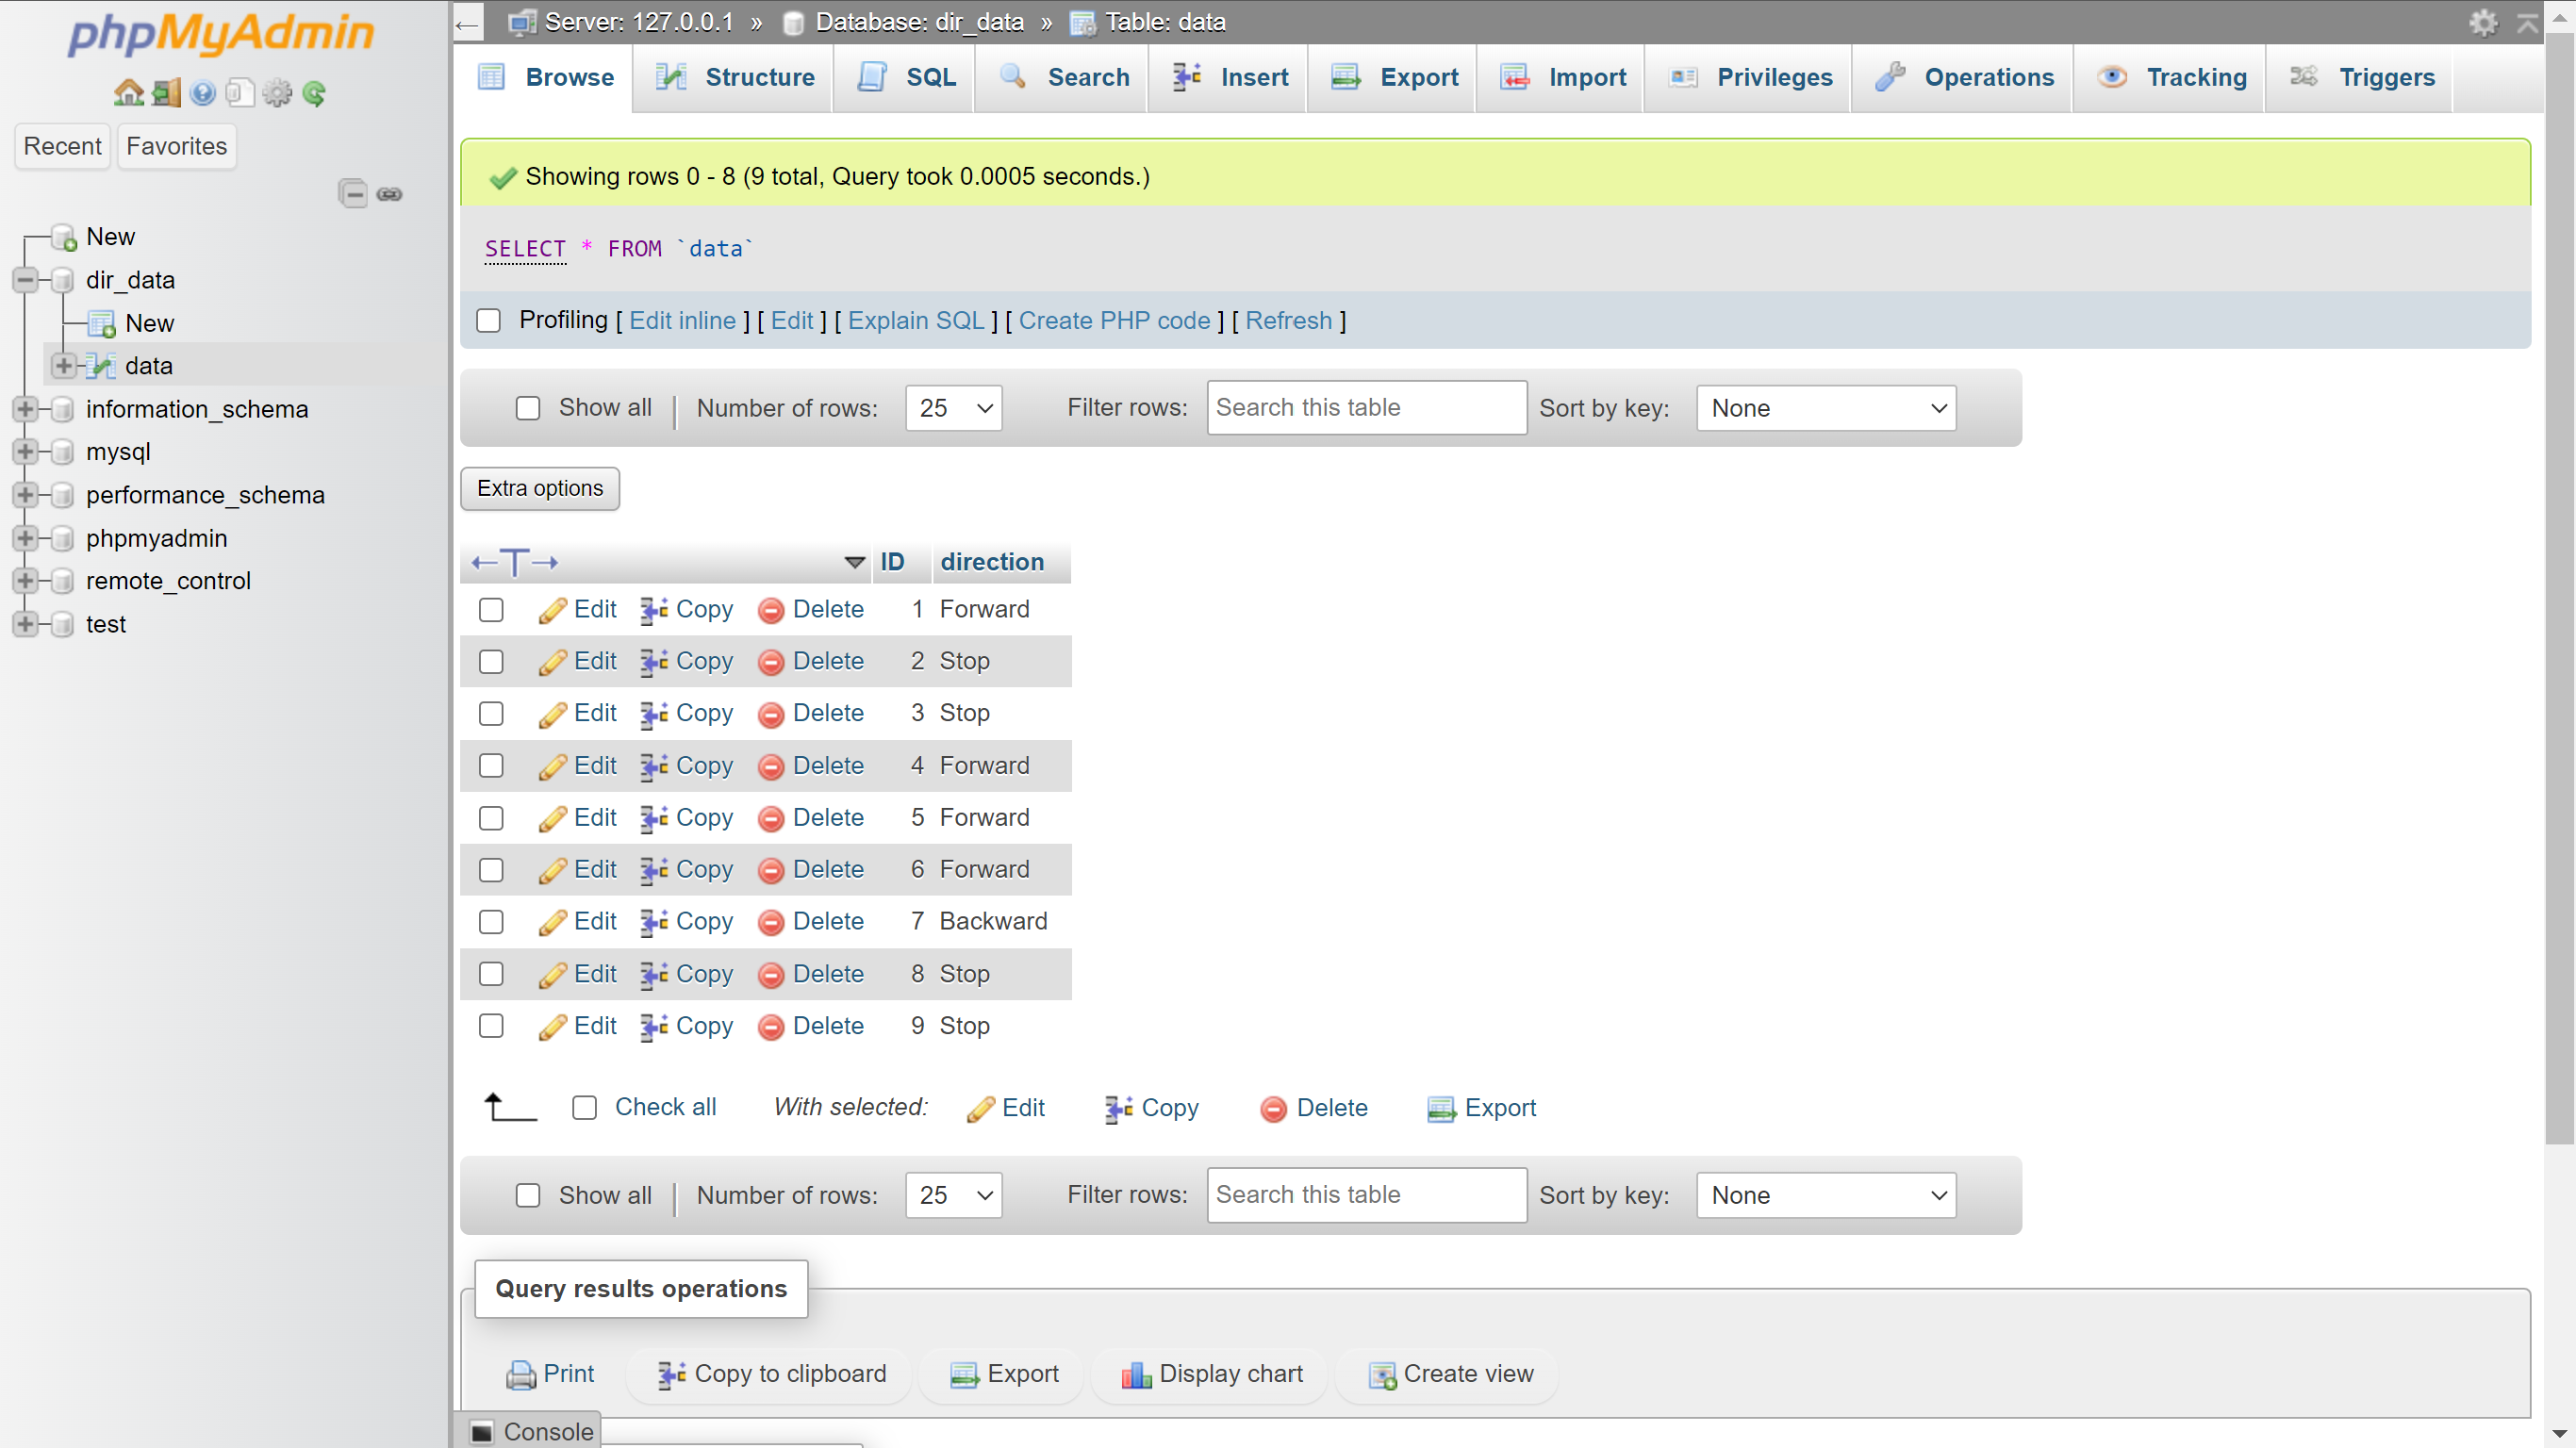 phpMyAdmin
Recent Favorites
New
dir_data
New
data
information_schema
mysql
performance_schema
phpmyadmin
remote_control
test
Server: 127.0.0.1 » Database: dir_data » Table: data
Browse Structure SQL Search Insert Export Import Privileges Operations Tracking Triggers
Showing rows 0 - 8 (9 total, Query took 0.0005 seconds.)
SELECT * FROM `data`
Profiling [ Edit inline ] [ Edit ] [ Explain SQL ] [ Create PHP code ] [ Refresh ]
Show all | Number of rows: 25 Filter rows: Search this table Sort by key: None
Extra options
←T→ ID direction
Edit Copy Delete 1 Forward
Edit Copy Delete 2 Stop
Edit Copy Delete 3 Stop
Edit Copy Delete 4 Forward
Edit Copy Delete 5 Forward
Edit Copy Delete 6 Forward
Edit Copy Delete 7 Backward
Edit Copy Delete 8 Stop
Edit Copy Delete 9 Stop
Check all With selected: Edit Copy Delete Export
Show all | Number of rows: 25 Filter rows: Search this table Sort by key: None
Query results operations
Print Copy to clipboard Export Display chart Create view
Console